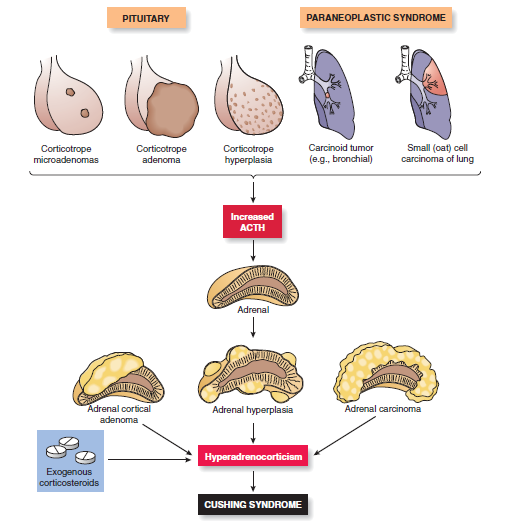 PITUITARY
PARANEOPLASTIC SYNDROME
Corticotrope
microadenomas
Corticotrope
adenoma
Corticotrope
hyperplasia
Carcinoid tumor
(e.g., bronchial)
Small (oat) cell
carcinoma of lung
Increased
ACTH
Adrenal
Adrenal cortical
adenoma
Adrenal hyperplasia
Adrenal carcinoma
Exogenous
corticosteroids
Hyperadrenocorticism
CUSHING SYNDROME